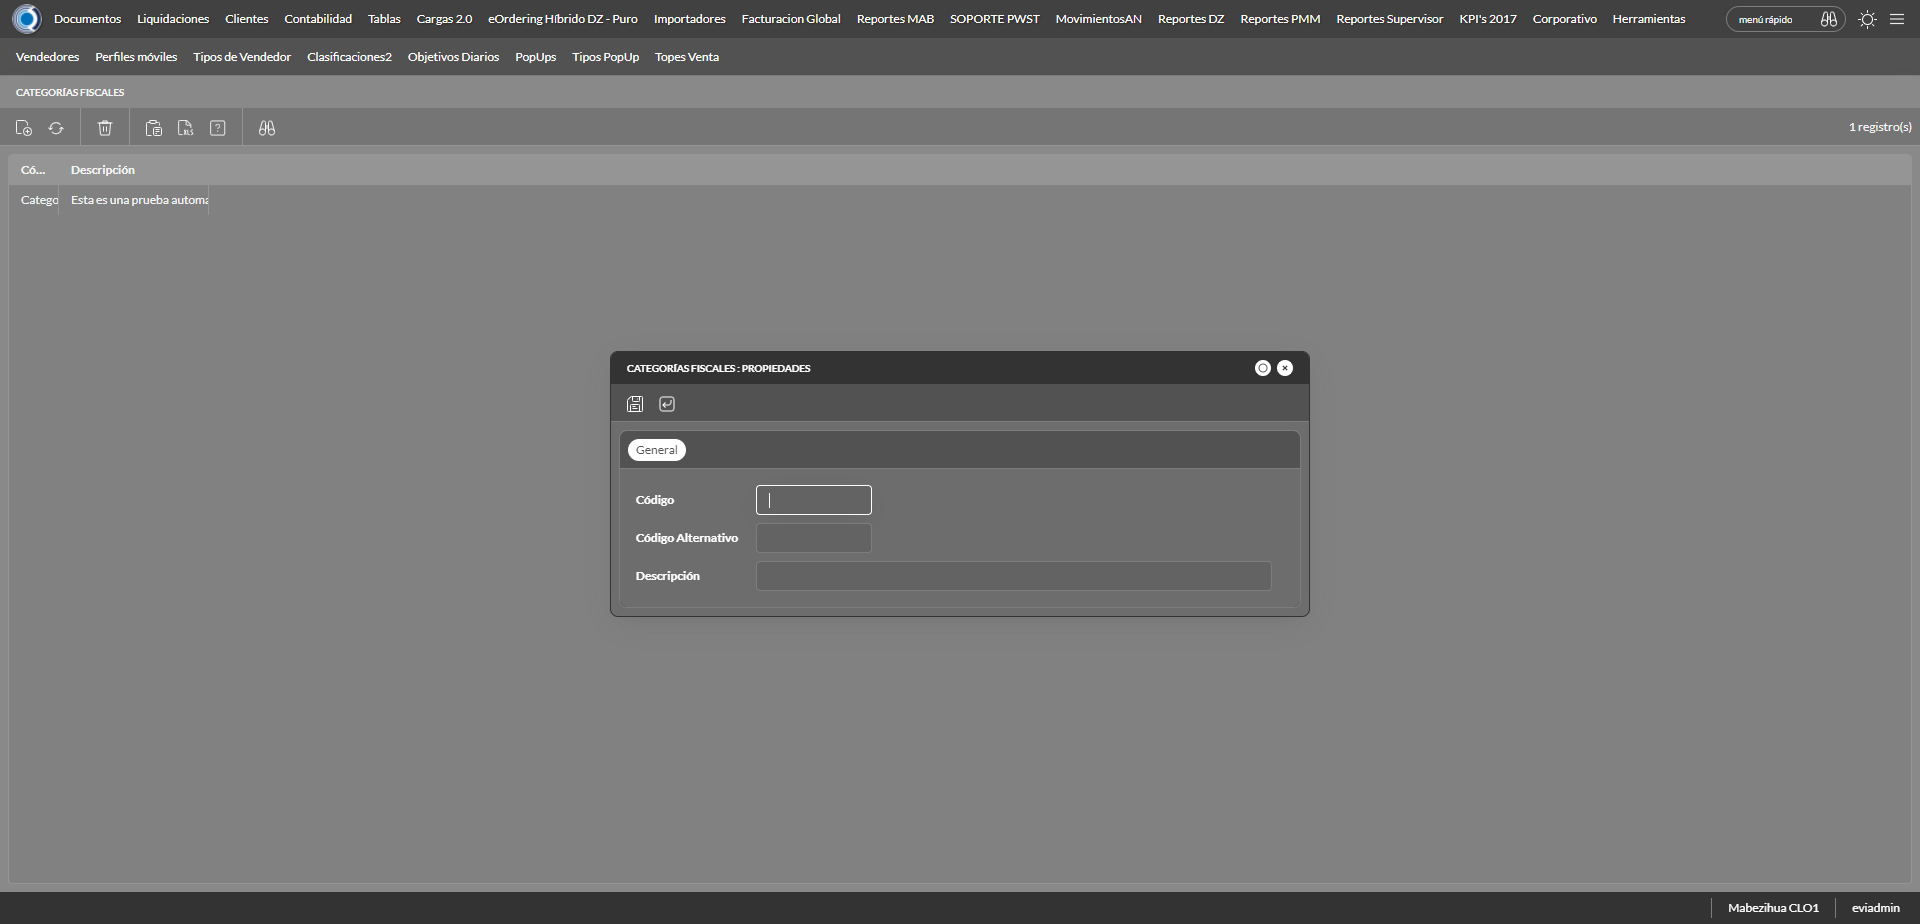 Documentos Liquidaciones Clientes Contabilidad Tablas Cargas 2.0 eOrdering Híbrido DZ - Puro Importadores Facturacion Global Reportes MAB SOPORTE PWST MovimientosAN Reportes DZ Reportes PMM Reportes Supervisor KPI's 2017 Corporativo Herramientas menú rápido
Vendedores Perfiles móviles Tipos de Vendedor Clasificaciones2 Objetivos Diarios PopUps Tipos PopUp Topes Venta
CATEGORÍAS FISCALES
XLS ? 1 registro(s)
Có... Descripción
Catego Esta es una prueba automa
CATEGORÍAS FISCALES : PROPIEDADES
General
Código
Código Alternativo
Descripción
Mabezihua CLO1 eviadmin